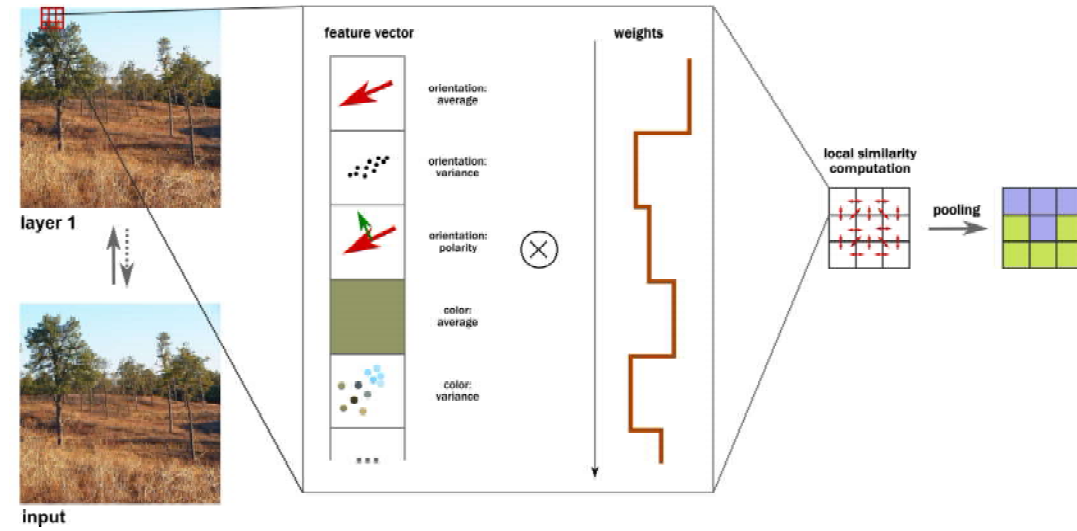 feature vector
weights
orientation:
average
orientation:
variance
orientation:
polarity
color:
average
color:
variance
...
local similarity
computation
pooling
layer 1
input